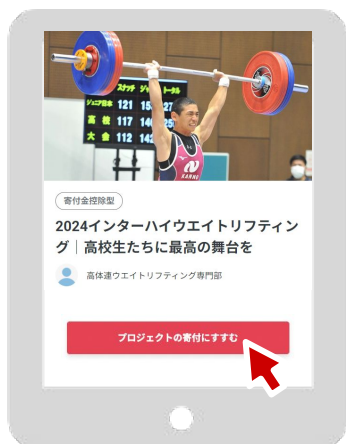 スナッチ ジャーク トータル
ジュニア日本 121
高校 117
大会 112
寄付金控除型
2024インターハイウエイトリフティン
グ｜高校生たちに最高の舞台を
高体連ウエイトリフティング専門部
プロジェクトの寄付にすすむ